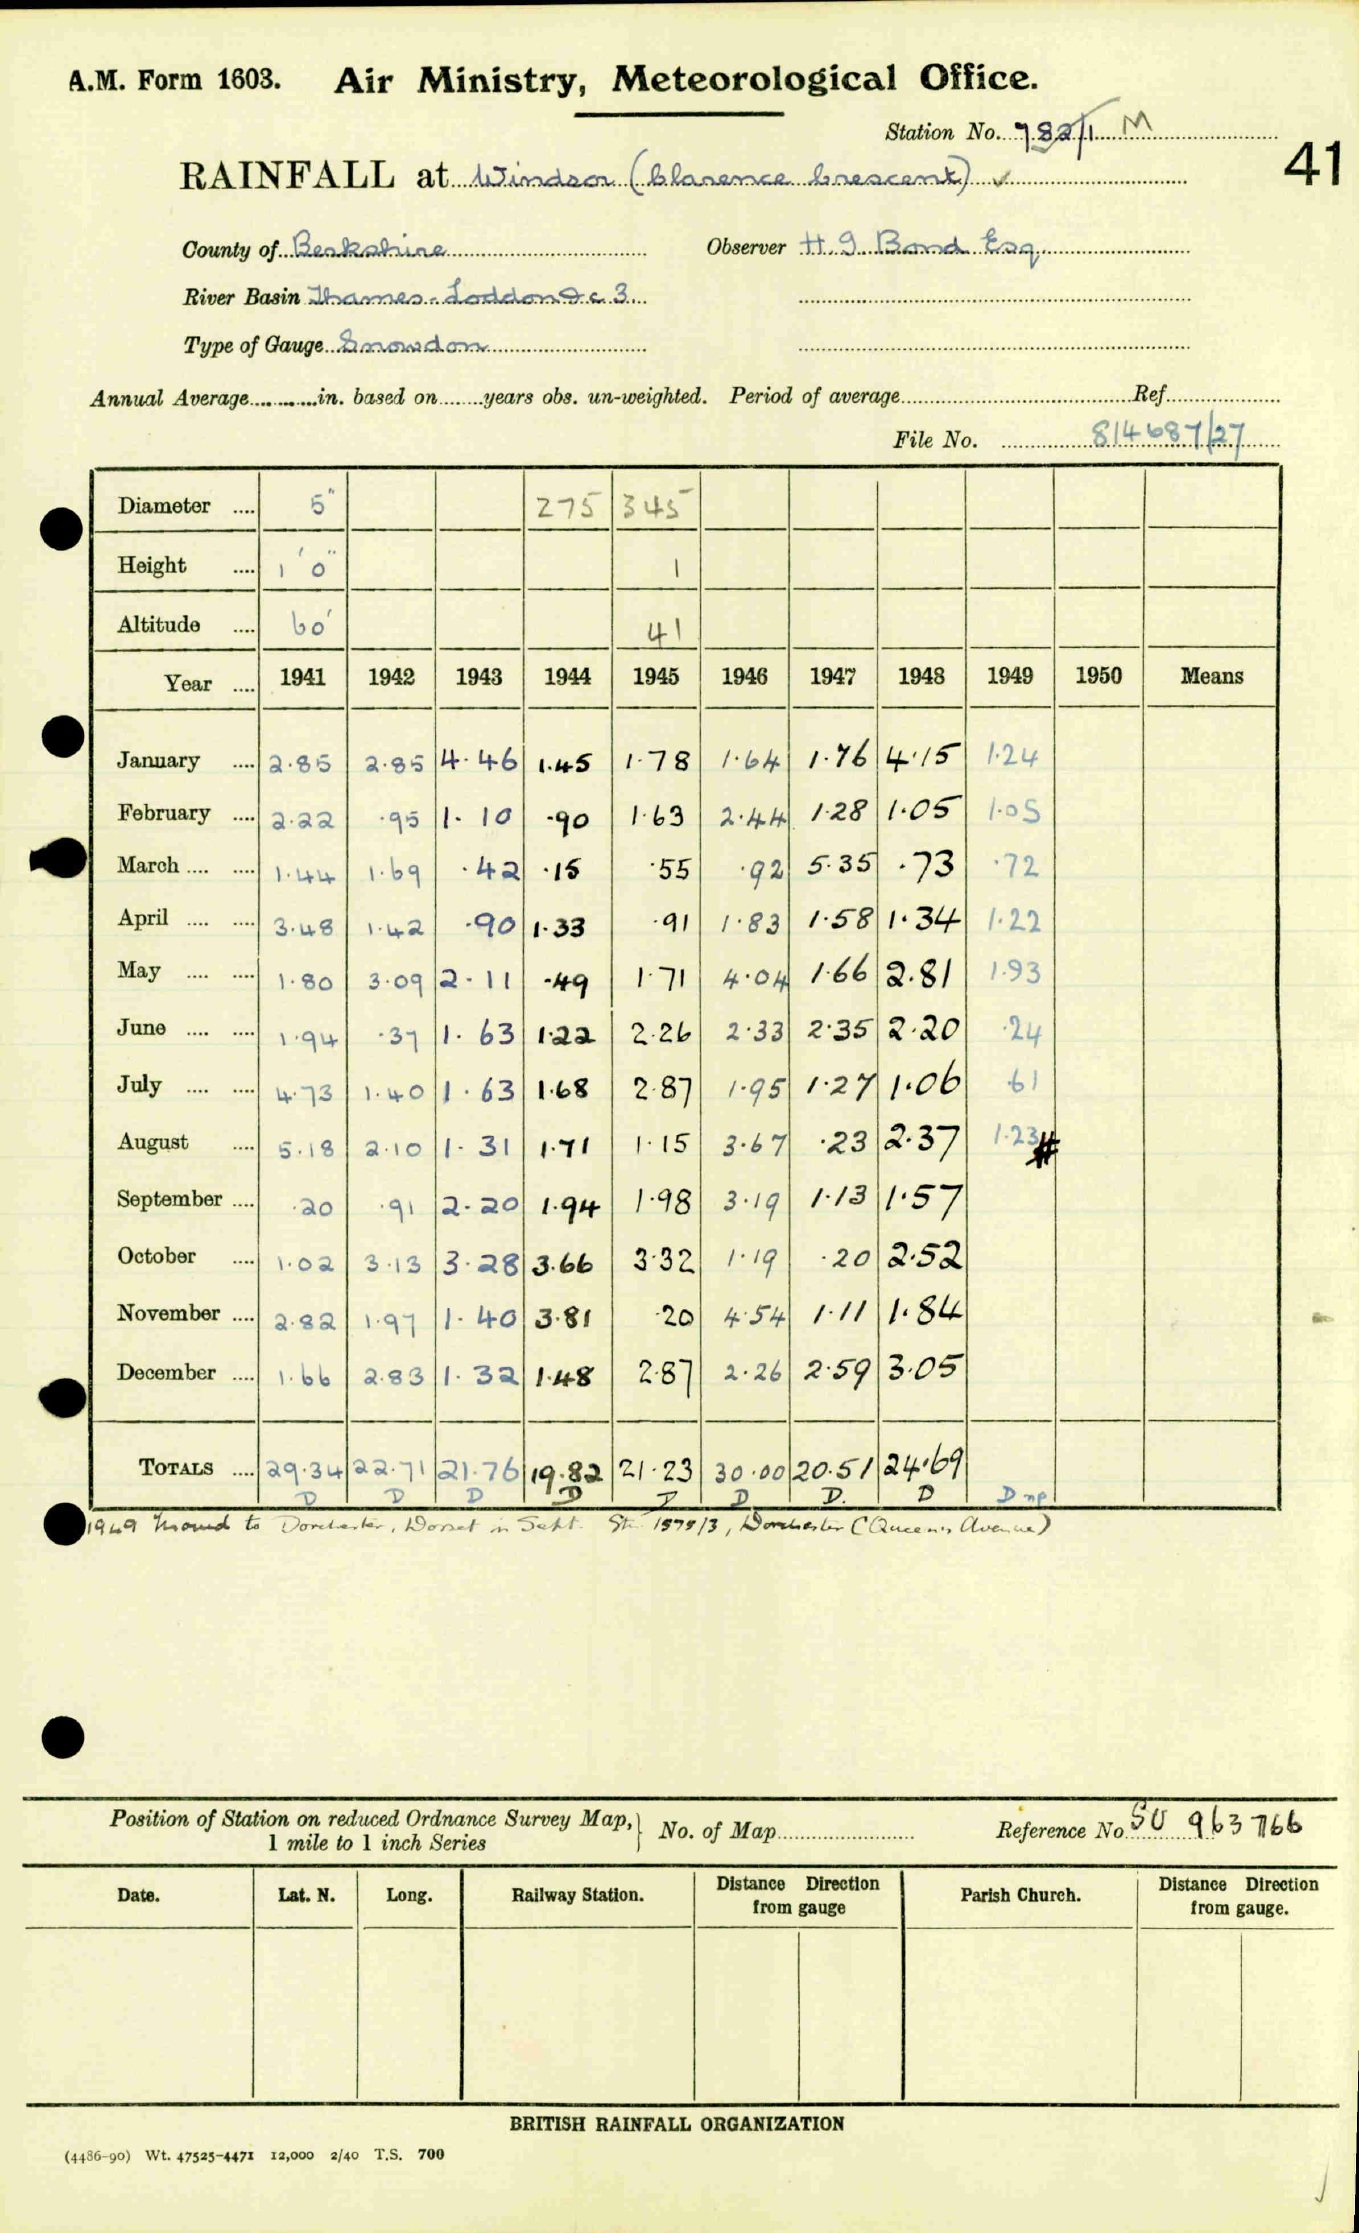 A.M. Form 1603. Air Ministry, Meteorological Office.
Station No. 782/1 M
41
RAINFALL at Windsor (Clarence Crescent) ✓
County of Berkshire Observer H. G. Bond Esq
River Basin Thames - Loddon &c 3
Type of Gauge Snowdon
Annual Average..........in. based on........years obs. un-weighted. Period of average........Ref........
File No. 814687/27
Diameter .... 5" 275 345
Height .... 1' 0" 1
Altitude .... 60' 41
Year .... 1941 1942 1943 1944 1945 1946 1947 1948 1949 1950 Means
January .... 2.85 2.85 4.46 1.45 1.78 1.64 1.76 4.15 1.24
February .... 2.22 .95 1.10 .90 1.63 2.44 1.28 1.05 1.05
March .... .... 1.44 1.69 .42 .15 .55 .92 5.35 .73 .72
April .... .... 3.48 1.42 .90 1.33 .91 1.83 1.58 1.34 1.22
May .... .... 1.80 3.09 2.11 .49 1.71 4.04 1.66 2.81 1.93
June .... .... 1.94 .37 1.63 1.22 2.26 2.33 2.35 2.20 .24
July .... .... 4.73 1.40 1.63 1.68 2.87 1.95 1.27 1.06 61
August .... 5.18 2.10 1.31 1.71 1.15 3.67 .23 2.37 1.23 #
September .... .20 .91 2.20 1.94 1.98 3.19 1.13 1.57
October .... 1.02 3.13 3.28 3.66 3.32 1.19 .20 2.52
November .... 2.82 1.97 1.40 3.81 .20 4.54 1.11 1.84
December .... 1.66 2.83 1.32 1.48 2.87 2.26 2.59 3.05
TOTALS .... 29.34 22.71 21.76 19.82 21.23 30.00 20.51 24.69
D D D D D D D. D D np
1949 Moved to Dorchester, Dorset in Sept. Stn 1575/3, Dorchester (Queen's Avenue)
Position of Station on reduced Ordnance Survey Map, 1 mile to 1 inch Series } No. of Map........ Reference No. SU 963766
Date. Lat. N. Long. Railway Station. Distance Direction from gauge Parish Church. Distance Direction from gauge.
BRITISH RAINFALL ORGANIZATION
(4486-90) Wt. 47525-4471 12,000 2/40 T.S. 700